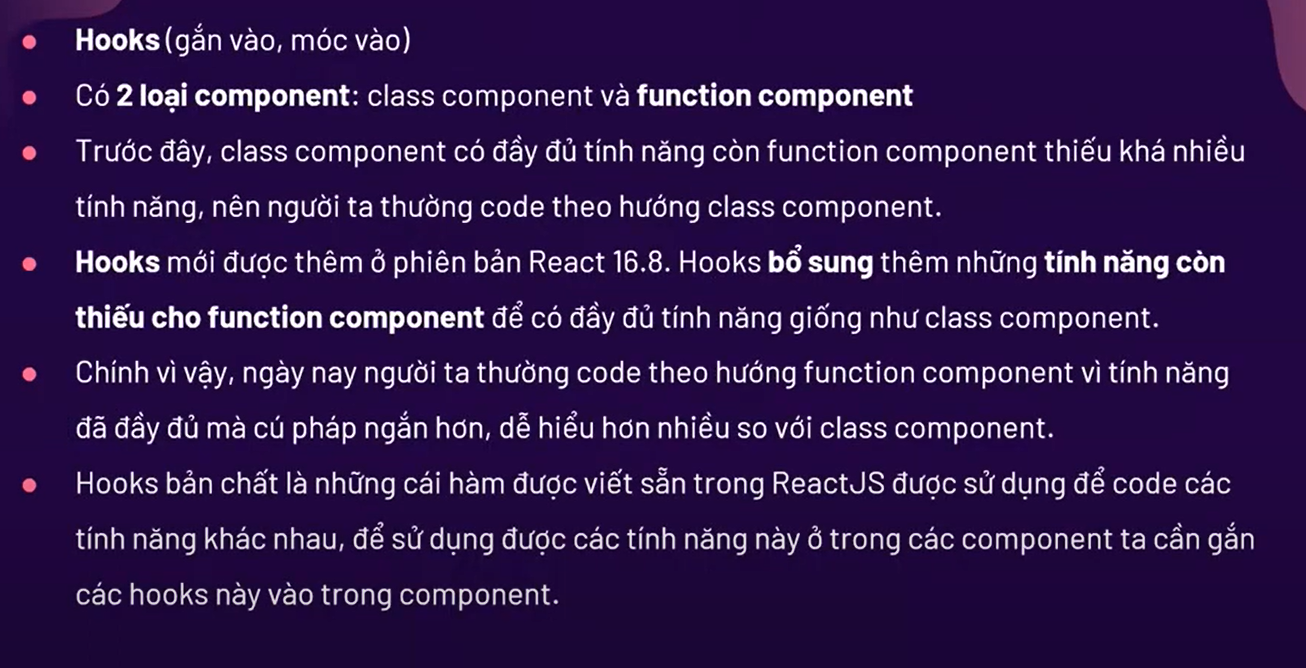 Hooks (gắn vào, móc vào)
Có 2 loại component: class component và function component
Trước đây, class component có đầy đủ tính năng còn function component thiếu khá nhiều
tính năng, nên người ta thường code theo hướng class component.
Hooks mới được thêm ở phiên bản React 16.8. Hooks bổ sung thêm những tính năng còn
thiếu cho function component để có đầy đủ tính năng giống như class component.
Chính vì vậy, ngày nay người ta thường code theo hướng function component vì tính năng
đã đầy đủ mà cú pháp ngắn hơn, dễ hiểu hơn nhiều so với class component.
Hooks bản chất là những cái hàm được viết sẵn trong ReactJS được sử dụng để code các
tính năng khác nhau, để sử dụng được các tính năng này ở trong các component ta cần gắn
các hooks này vào trong component.